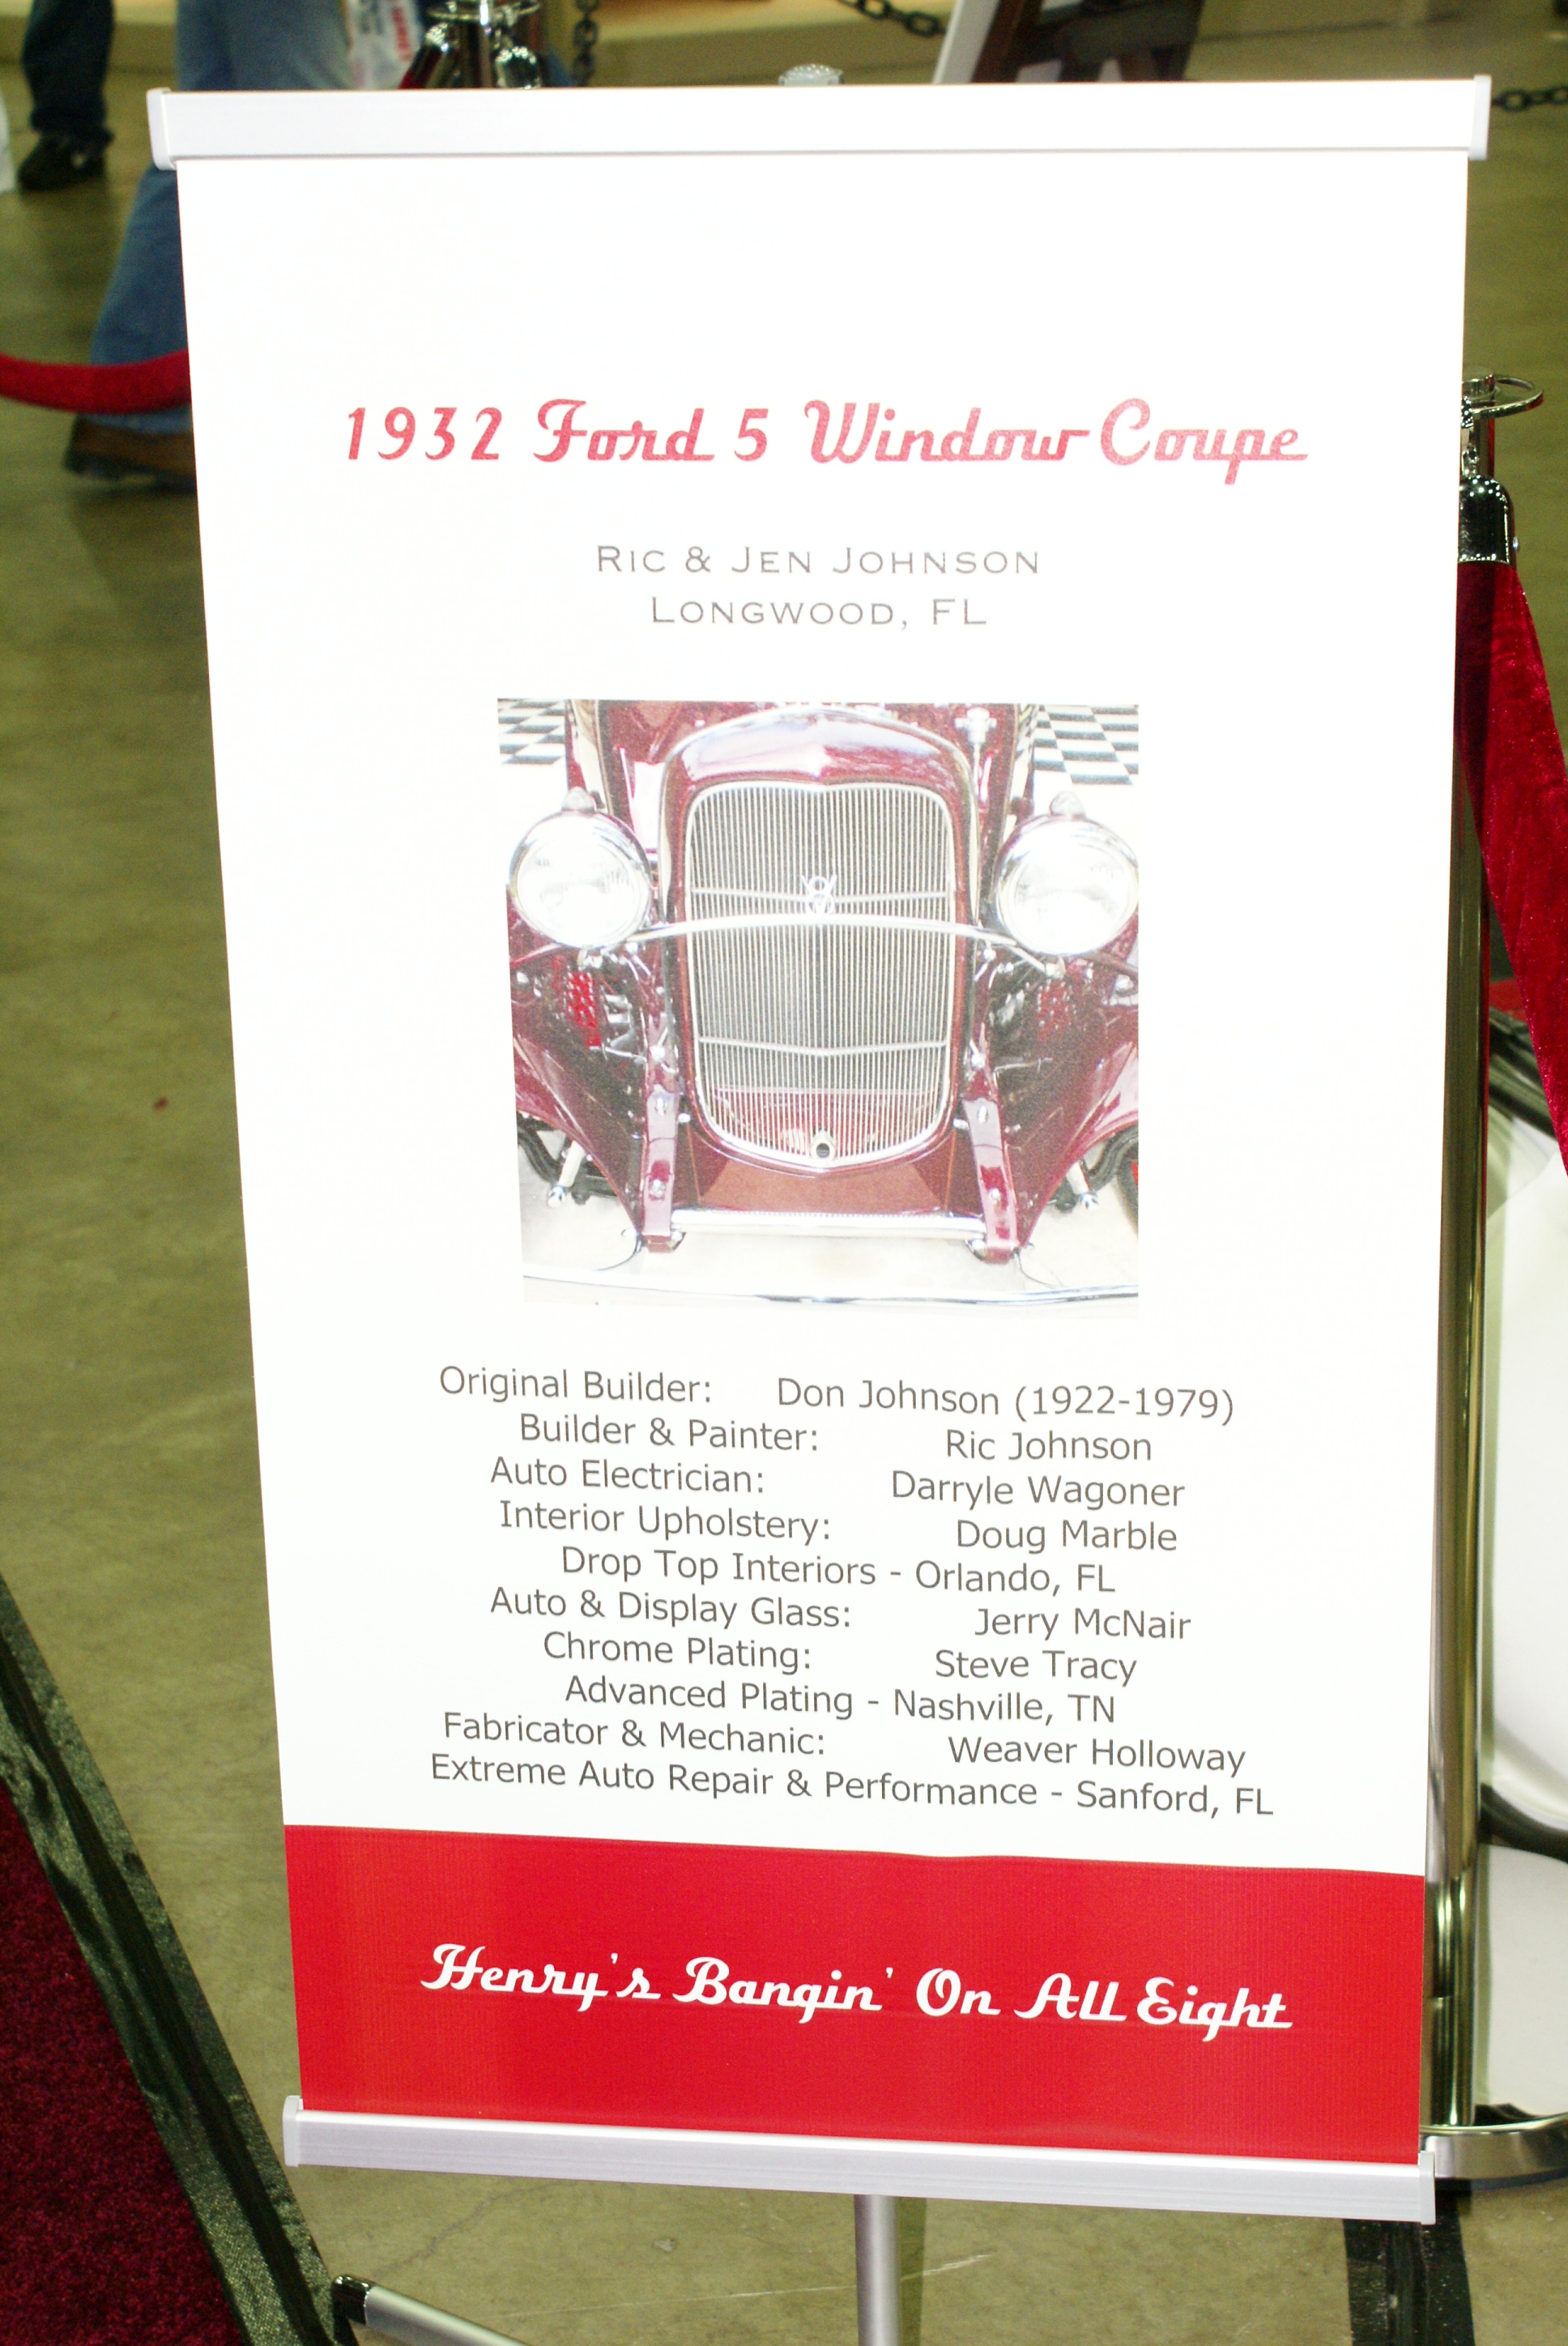 1932 Ford 5 Window Coupe
Ric & Jen Johnson
Longwood, FL
V8
Original Builder: Don Johnson (1922-1979)
Builder & Painter: Ric Johnson
Auto Electrician: Darryle Wagoner
Interior Upholstery: Doug Marble
Drop Top Interiors - Orlando, FL
Auto & Display Glass: Jerry McNair
Chrome Plating: Steve Tracy
Advanced Plating - Nashville, TN
Fabricator & Mechanic: Weaver Holloway
Extreme Auto Repair & Performance - Sanford, FL
Henry's Bangin' On All Eight